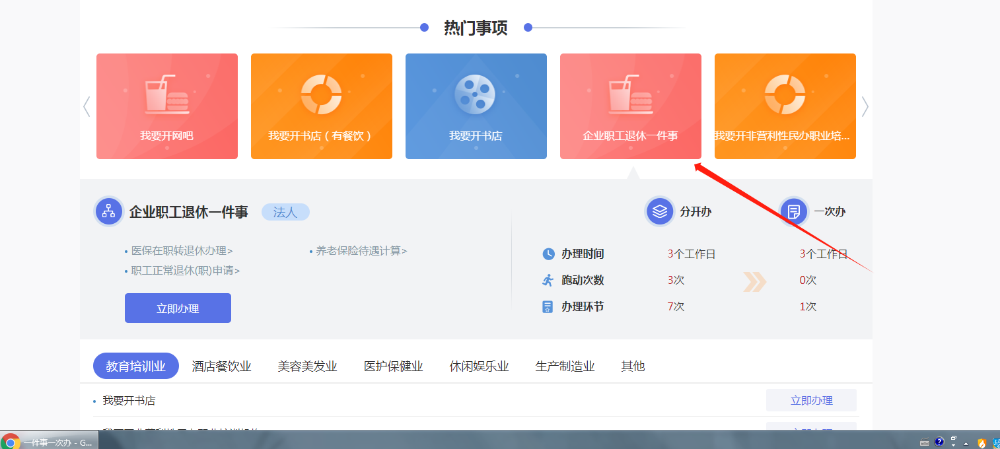 热门事项
我要开网吧
我要开书店（有餐饮）
我要开书店
企业职工退休一件事
我要开非营利性民办职业培...
企业职工退休一件事 法人
分开办 一次办
医保在职转退休办理>
养老保险待遇计算>
职工正常退休(职)申请>
立即办理
办理时间 3个工作日 3个工作日
跑动次数 3次 0次
办理环节 7次 1次
教育培训业 酒店餐饮业 美容美发业 医护保健业 休闲娱乐业 生产制造业 其他
我要开书店 立即办理
一件事一次办 - G...